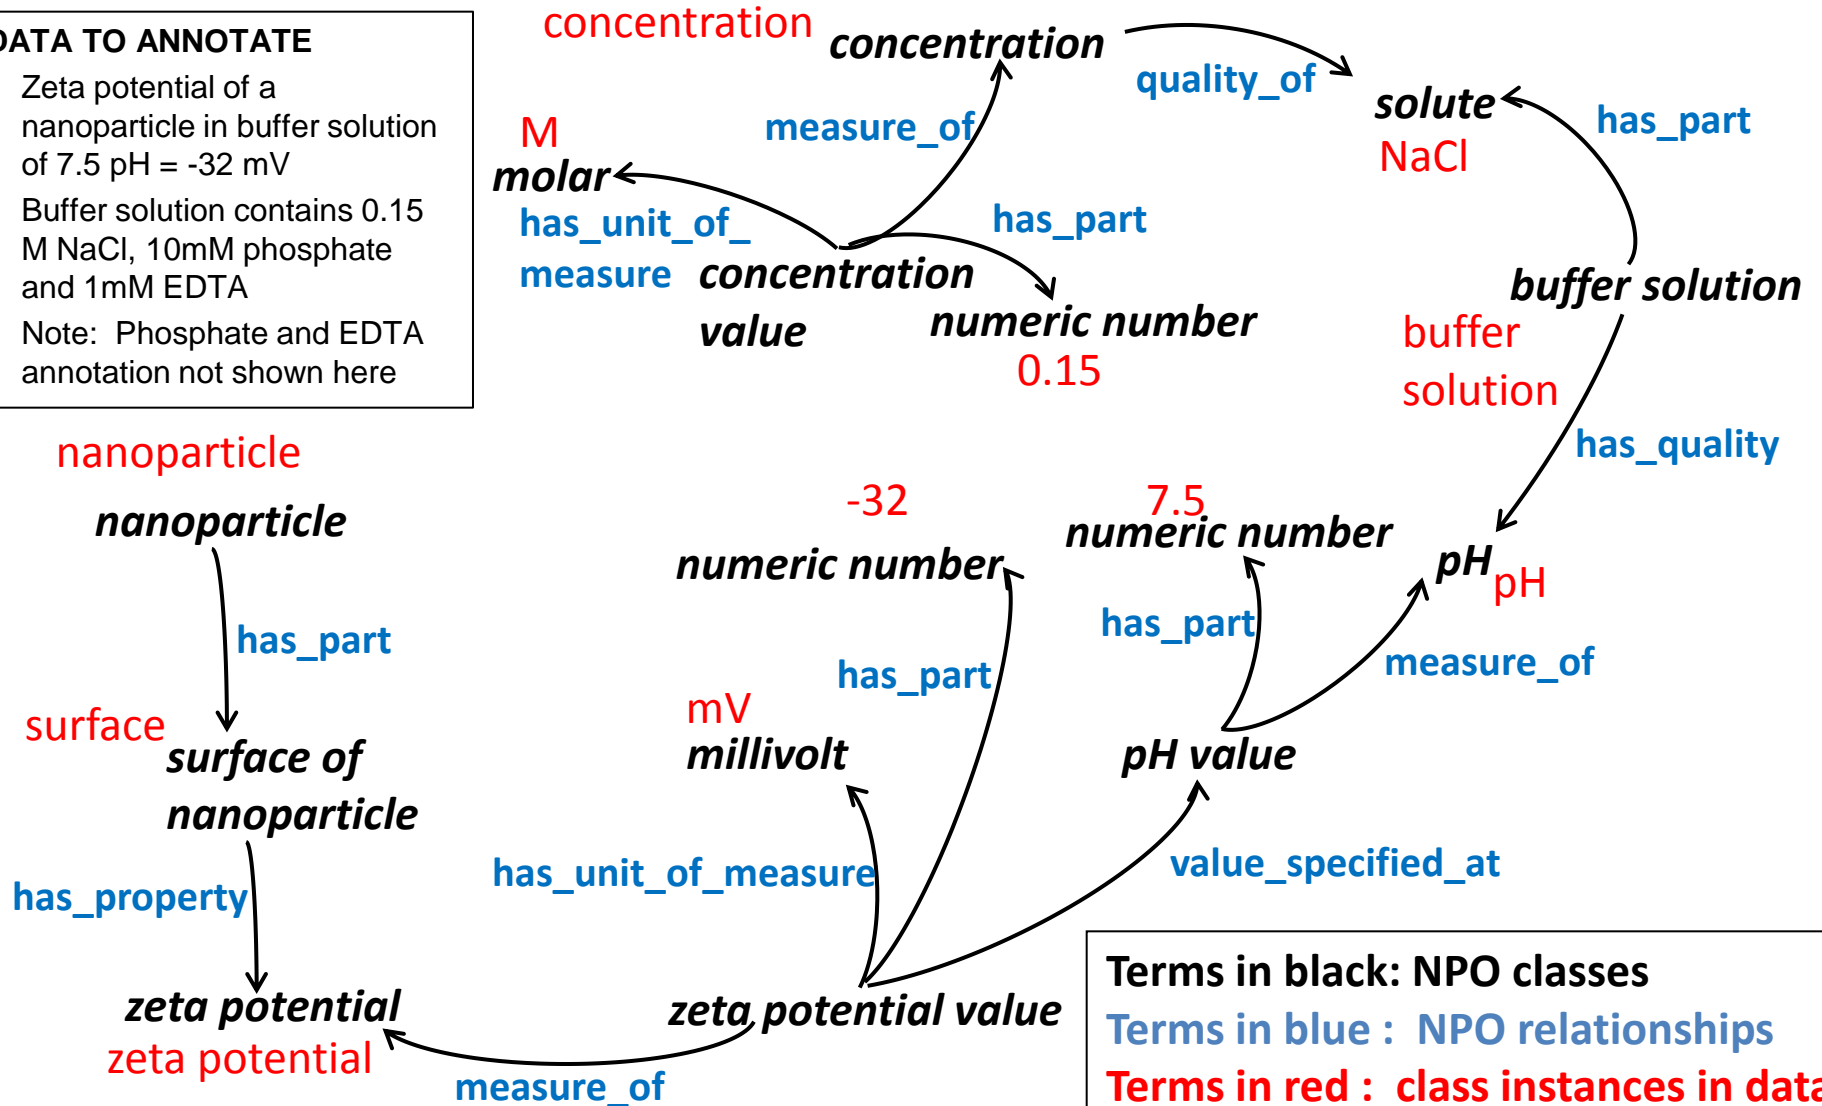 DATA TO ANNOTATE
Zeta potential of a
nanoparticle in buffer solution
of 7.5 pH = -32 mV
Buffer solution contains 0.15
M NaCl, 10mM phosphate
and 1mM EDTA
Note: Phosphate and EDTA
annotation not shown here
concentration
concentration
quality_of
solute
NaCl
has_part
measure_of
M
molar
has_unit_of_
measure
has_part
concentration
value
numeric number
0.15
buffer solution
buffer
solution
has_quality
nanoparticle
nanoparticle
has_part
surface
surface of
nanoparticle
has_property
zeta potential
zeta potential
-32
numeric number
7.5
numeric number
pH
pH
has_part
has_part
measure_of
mV
millivolt
pH value
has_unit_of_measure
value_specified_at
zeta potential value
measure_of
Terms in black: NPO classes
Terms in blue : NPO relationships
Terms in red : class instances in data